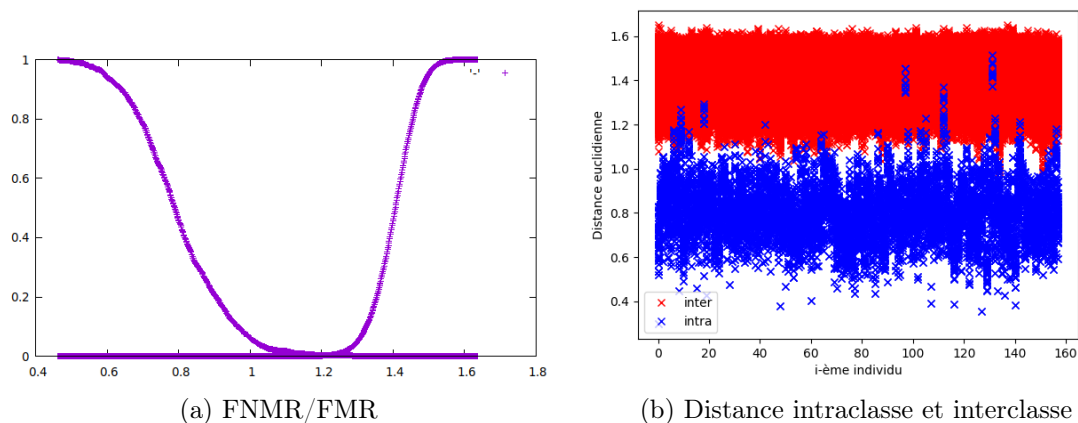 1
0.8
0.6
0.4
0.2
0
0.4 0.6 0.8 1 1.2 1.4 1.6 1.8
'-'
(a) FNMR/FMR
Distance euclidienne
1.6
1.4
1.2
1.0
0.8
0.6
0.4
inter
intra
0 20 40 60 80 100 120 140 160
i-ème individu
(b) Distance intraclasse et interclasse